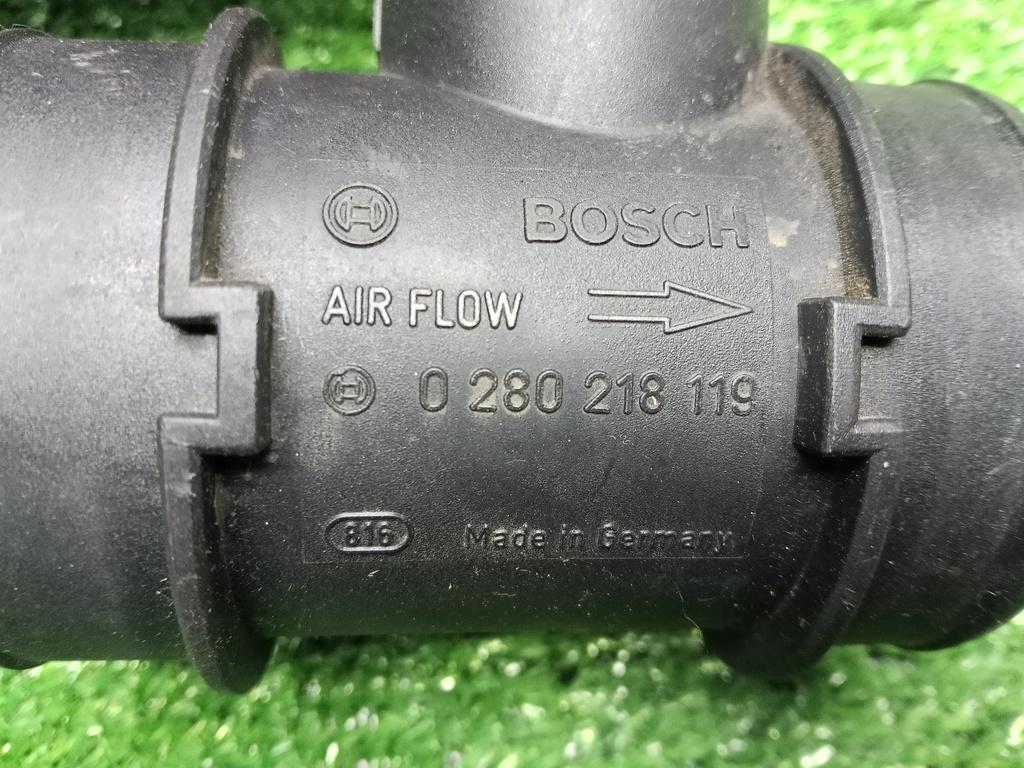 BOSCH
AIR FLOW
0 280 218 119
816 Made in Germany